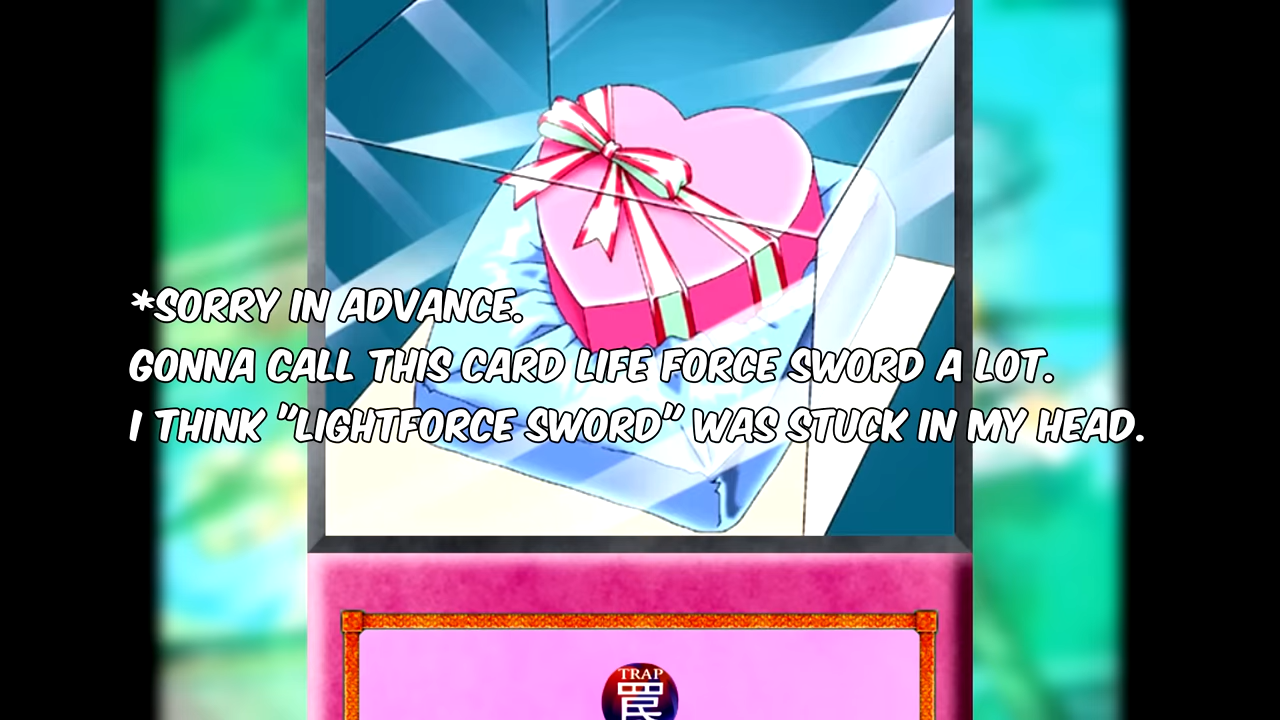 *SORRY IN ADVANCE.
GONNA CALL THIS CARD LIFE FORCE SWORD A LOT.
I THINK "LIGHTFORCE SWORD" WAS STUCK IN MY HEAD.
TRAP
罠